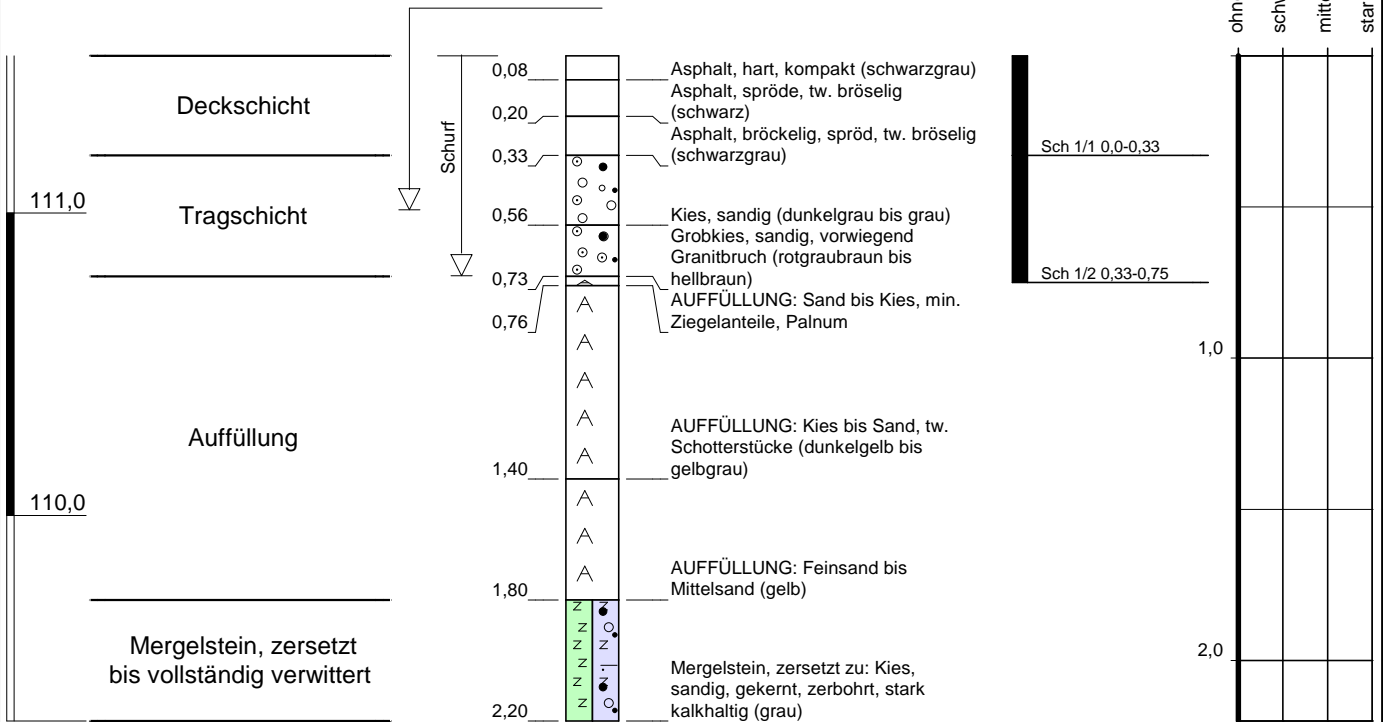 ohn
schw
mitte
star
Schurf
Deckschicht
Tragschicht
Auffüllung
Mergelstein, zersetzt
bis vollständig verwittert
111,0
110,0
0,08
0,20
0,33
0,56
0,73
0,76
1,40
1,80
2,20
Asphalt, hart, kompakt (schwarzgrau)
Asphalt, spröde, tw. bröselig
(schwarz)
Asphalt, bröckelig, spröd, tw. bröselig
(schwarzgrau)
Kies, sandig (dunkelgrau bis grau)
Grobkies, sandig, vorwiegend
Granitbruch (rotgraubraun bis
hellbraun)
AUFFÜLLUNG: Sand bis Kies, min.
Ziegelanteile, Palnum
AUFFÜLLUNG: Kies bis Sand, tw.
Schotterstücke (dunkelgelb bis
gelbgrau)
AUFFÜLLUNG: Feinsand bis
Mittelsand (gelb)
Mergelstein, zersetzt zu: Kies,
sandig, gekernt, zerbohrt, stark
kalkhaltig (grau)
Sch 1/1 0,0-0,33
Sch 1/2 0,33-0,75
1,0
2,0